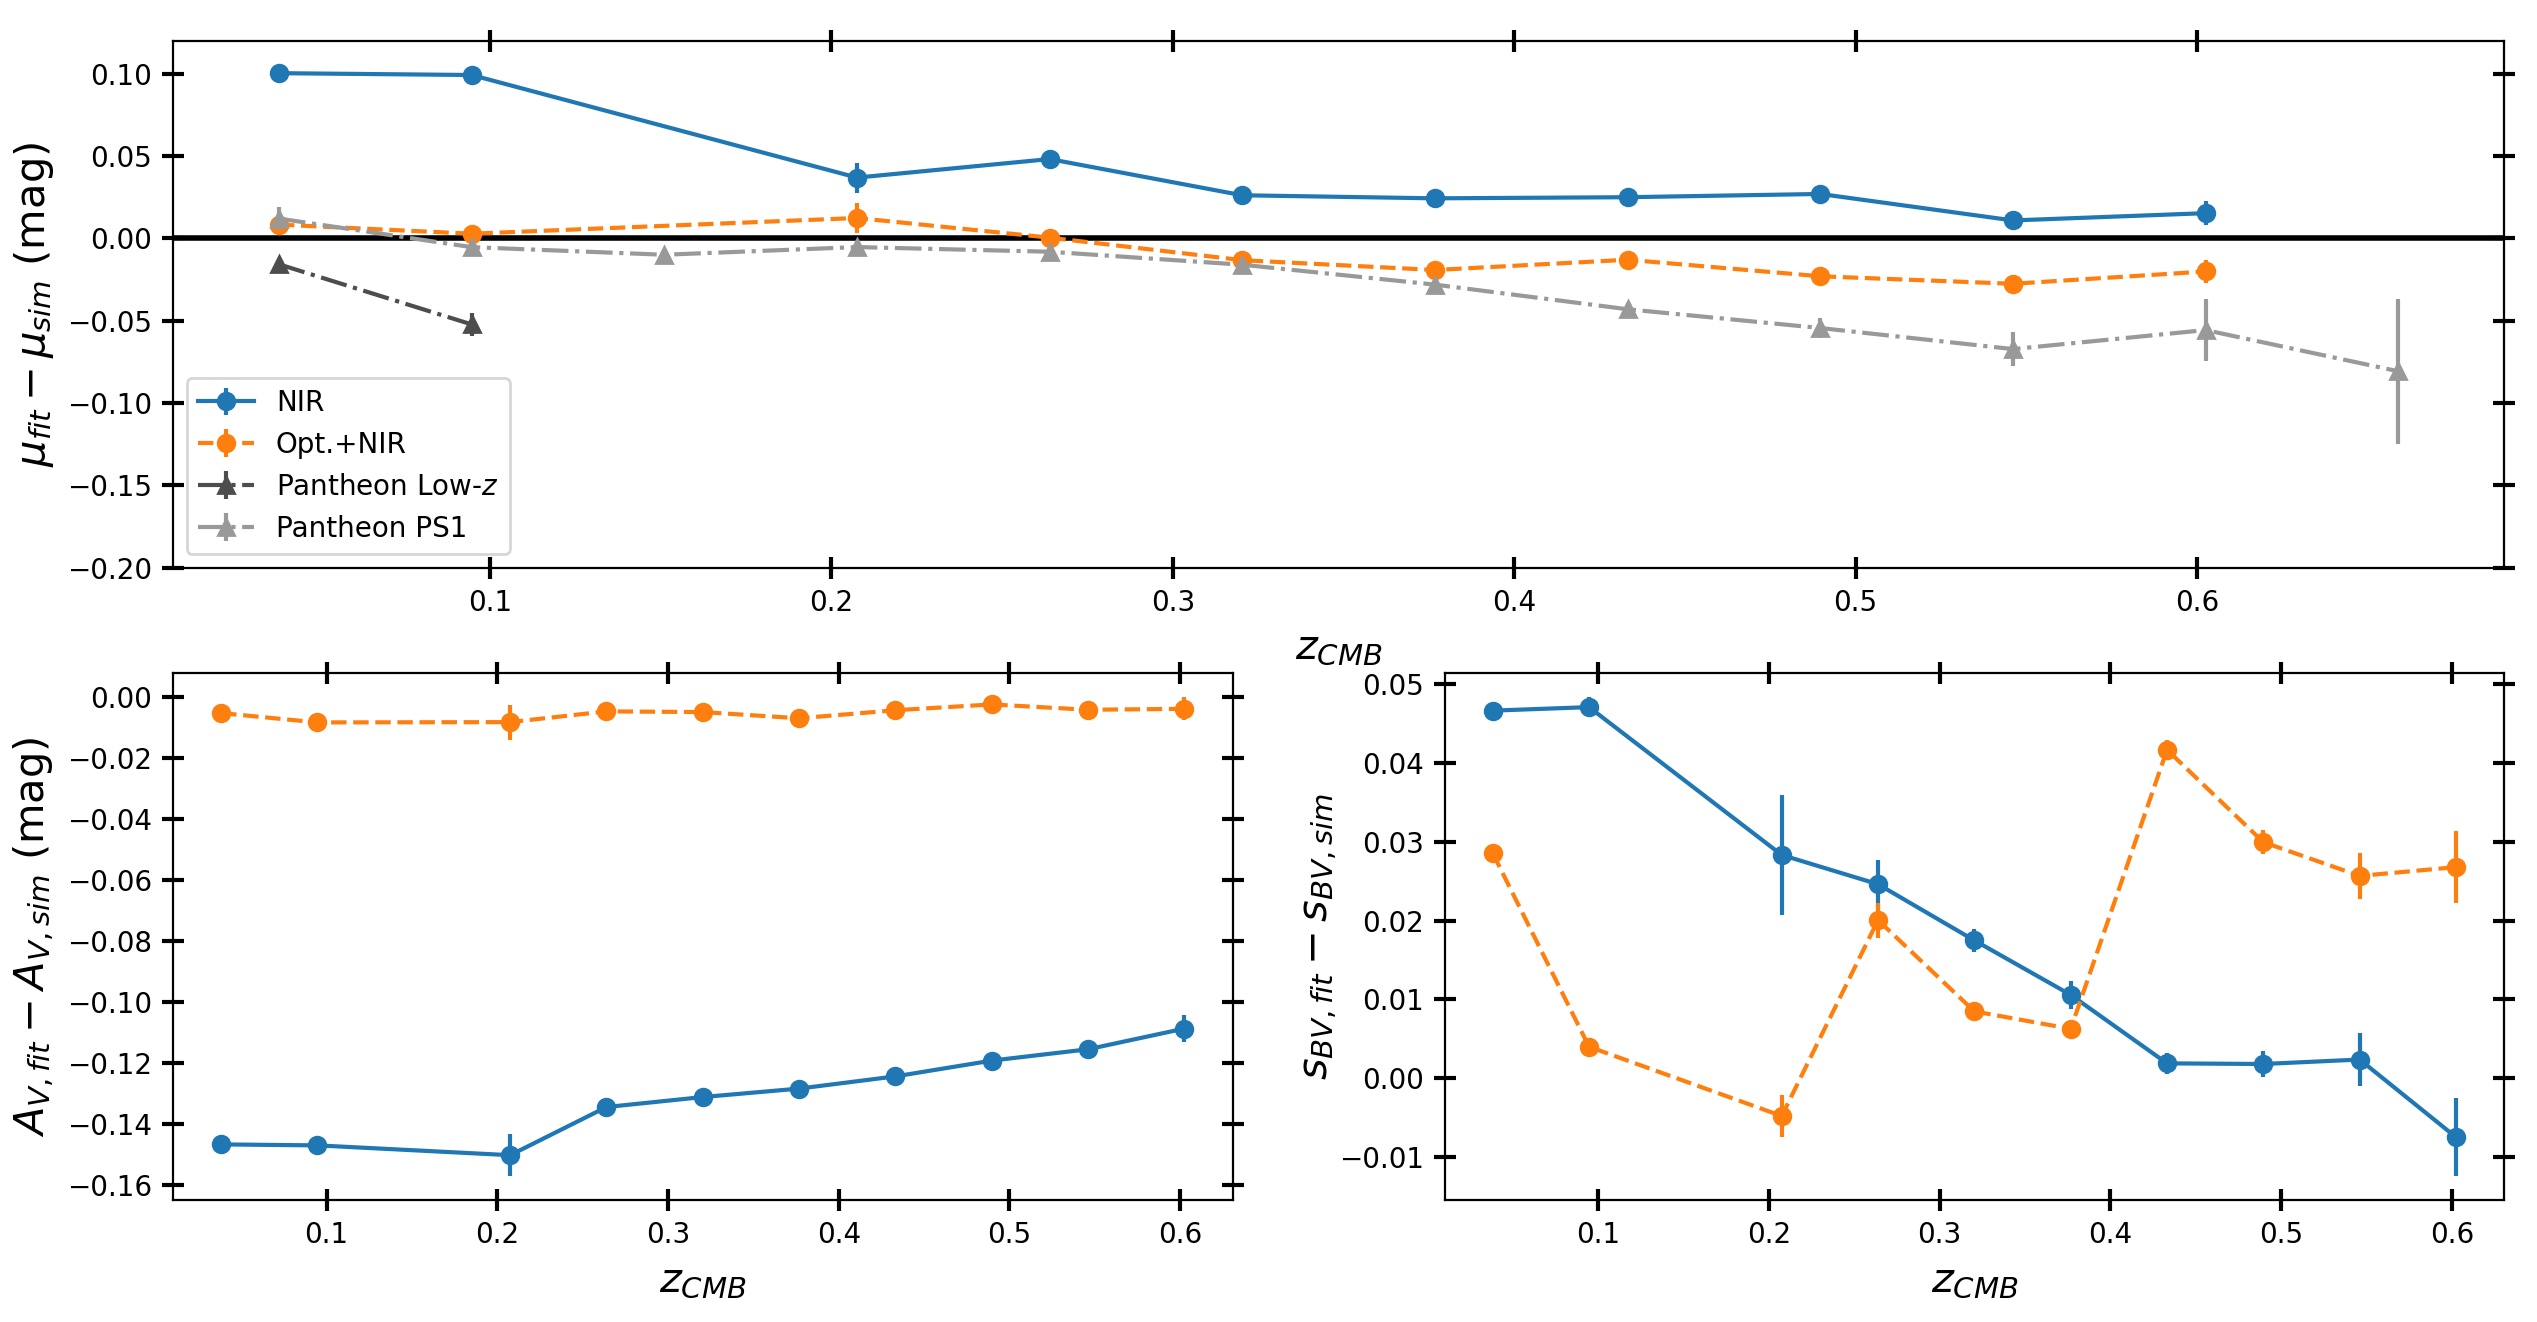 0.10
0.05
0.00
−0.05
−0.10
−0.15
−0.20
μfit − μsim (mag)
NIR
Opt.+NIR
Pantheon Low-z
Pantheon PS1
0.1 0.2 0.3 0.4 0.5 0.6
zCMB
0.00
−0.02
−0.04
−0.06
−0.08
−0.10
−0.12
−0.14
−0.16
AV,fit − AV,sim (mag)
0.1 0.2 0.3 0.4 0.5 0.6
zCMB
0.05
0.04
0.03
0.02
0.01
0.00
−0.01
sBV,fit − sBV,sim
0.1 0.2 0.3 0.4 0.5 0.6
zCMB